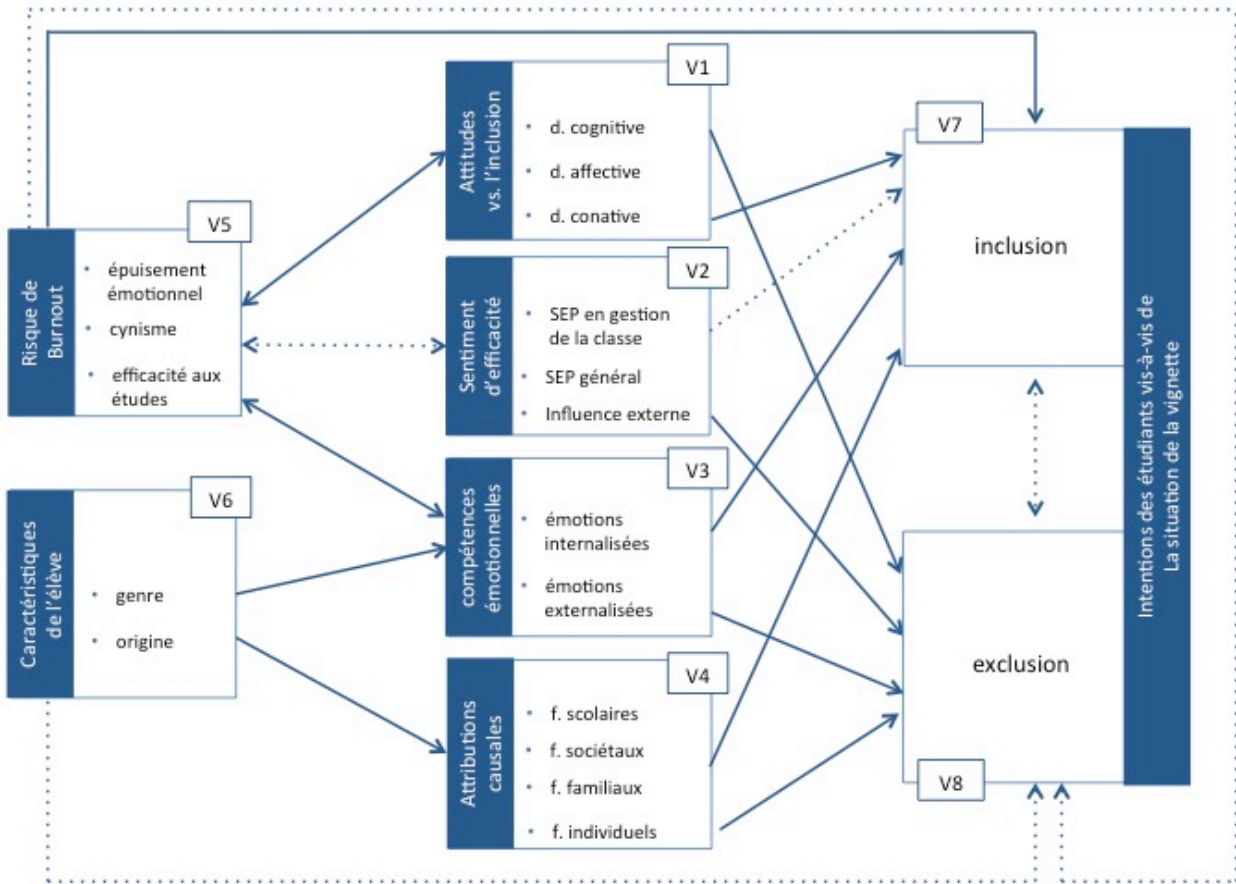 V1
Attitudes
vs. l'inclusion
• d. cognitive
• d. affective
• d. conative
V5
Risque de
Burnout
• épuisement
émotionnel
• cynisme
• efficacité aux
études
V2
Sentiment
d'efficacité
• SEP en gestion
de la classe
• SEP général
• Influence externe
V6
Caractéristiques
de l'élève
• genre
• origine
V3
compétences
émotionnelles
• émotions
internalisées
• émotions
externalisées
V4
Attributions
causales
• f. scolaires
• f. sociétaux
• f. familiaux
• f. individuels
V7
inclusion
exclusion
V8
Intentions des étudiants vis-à-vis de
La situation de la vignette